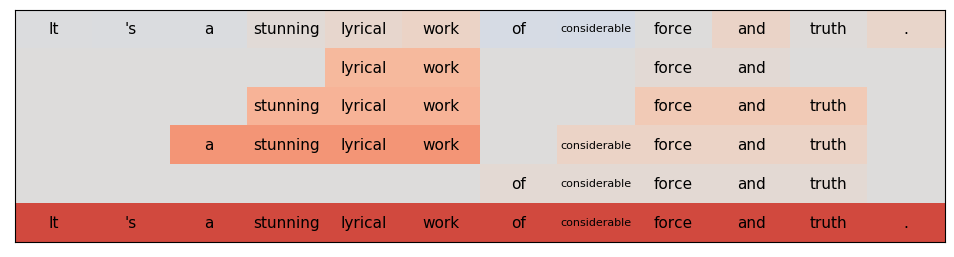 It 's a stunning lyrical work of considerable force and truth .
lyrical work force and
stunning lyrical work force and truth
a stunning lyrical work considerable force and truth
of considerable force and truth
It 's a stunning lyrical work of considerable force and truth .